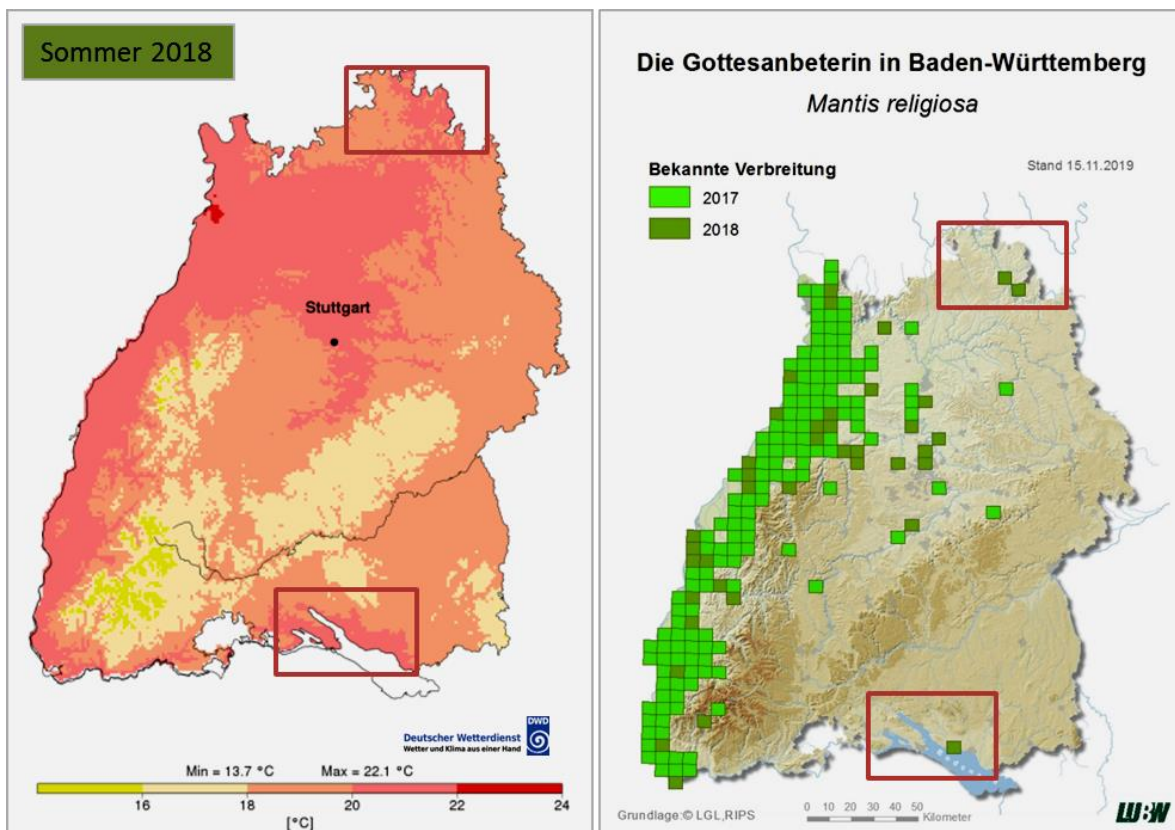 Sommer 2018
Stuttgart
DWD
Deutscher Wetterdienst
Wetter und Klima aus einer Hand
Min = 13.7 °C Max = 22.1 °C
16 18 20 22 24
[°C]
Die Gottesanbeterin in Baden-Württemberg
Mantis religiosa
Bekannte Verbreitung
Stand 15.11.2019
2017
2018
0 10 20 30 40 50
Kilometer
Grundlage:© LGL,RIPS
LUBW